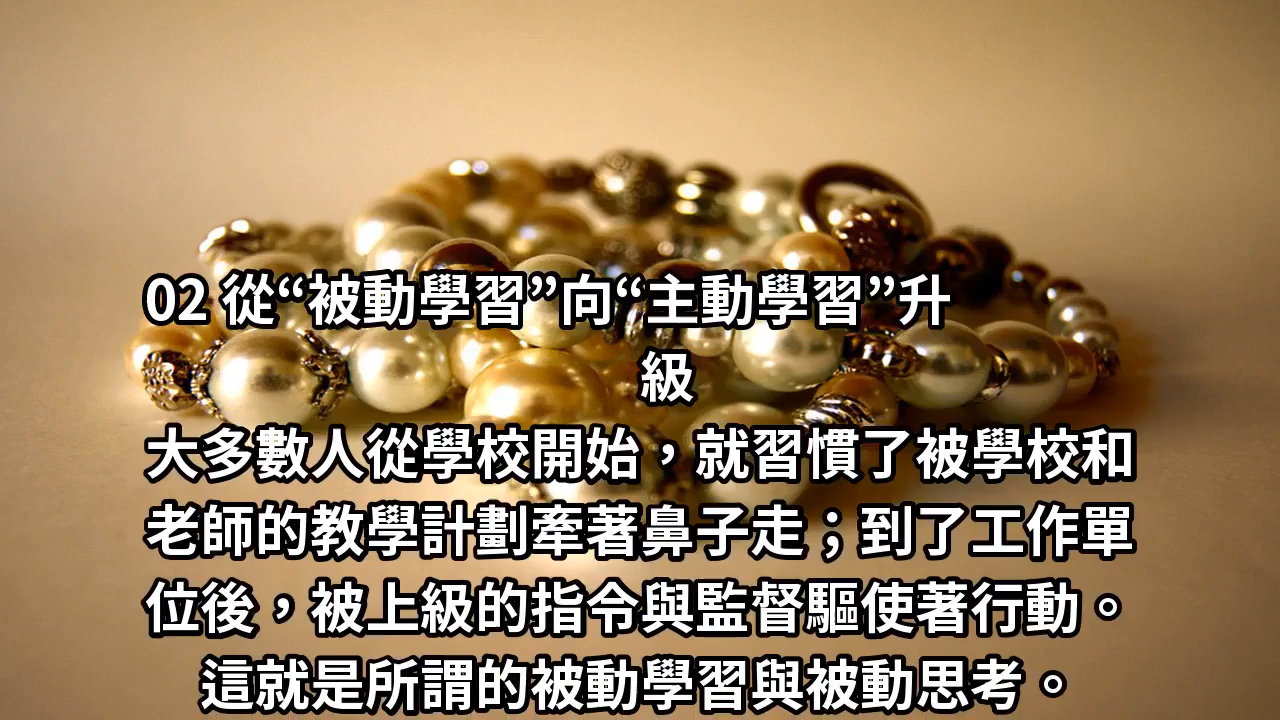 02 從“被動學習”向“主動學習”升
級
大多數人從學校開始，就習慣了被學校和
老師的教學計劃牽著鼻子走；到了工作單
位後，被上級的指令與監督驅使著行動。
這就是所謂的被動學習與被動思考。